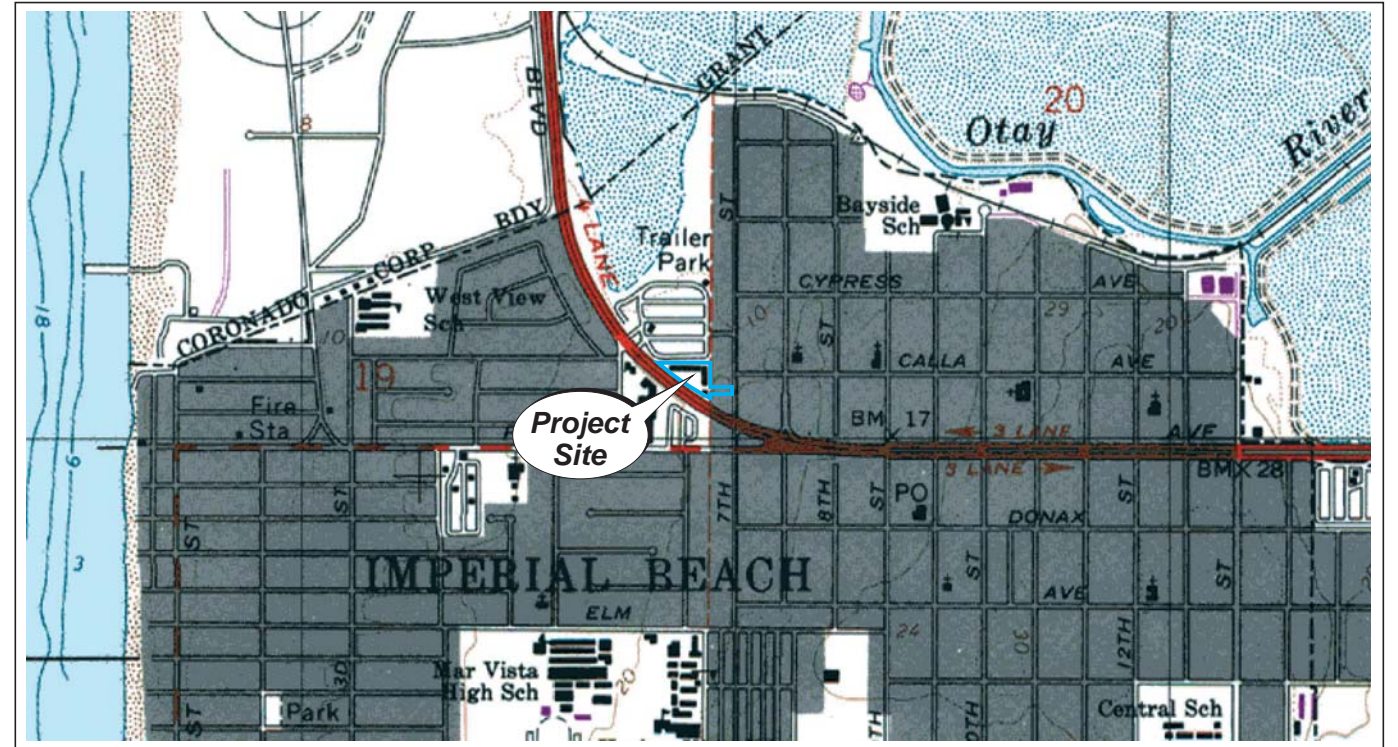 GRANT
BLVD
20
Otay
River
8
Bayside
Sch
ST
BDY
4 LANE
Trailer
Park
CORP
CYPRESS
AVE
West View
Sch
CORONADO
18
10
10
29
20
ST
CALLA
AVE
19
Project
Site
Fire
Sta
BM 17
3 LANE
AVE
3 LANE
BMX 28
6
ST
7TH
8TH
ST
PO
ST
DONAX
ST
3
IMPERIAL BEACH
ST
ST
AVE
ELM
24
30
12TH
Mar Vista
High Sch
20
3D
Park
Central Sch